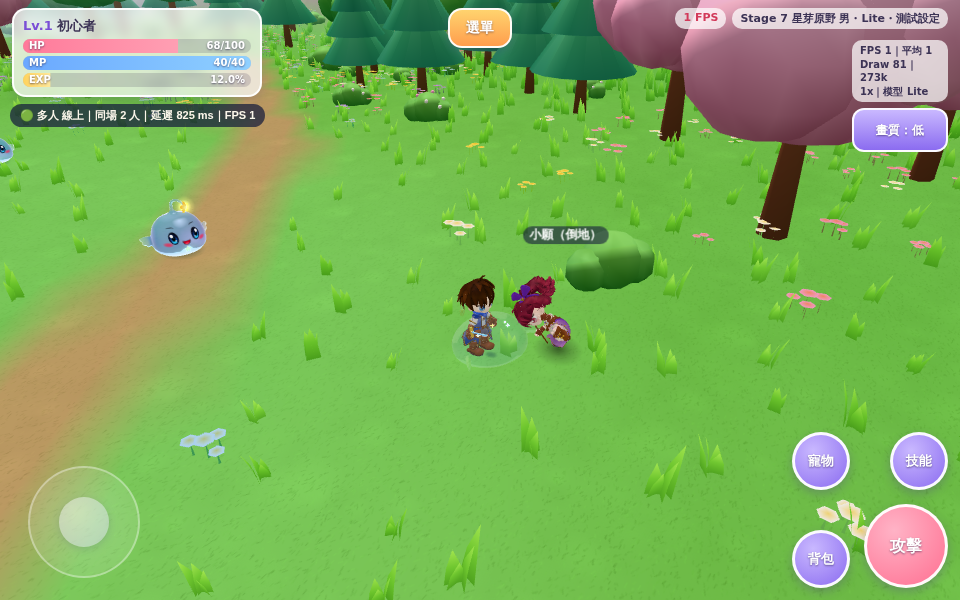 Lv.1 初心者
HP 68/100
MP 40/40
EXP 12.0%
多人 線上｜同場 2 人｜延遲 825 ms｜FPS 1
選單
1 FPS
Stage 7 星芽原野 男・Lite・測試設定
FPS 1｜平均 1
Draw 81｜
273k
1x｜模型 Lite
畫質：低
小願（倒地）
寵物
技能
背包
攻擊